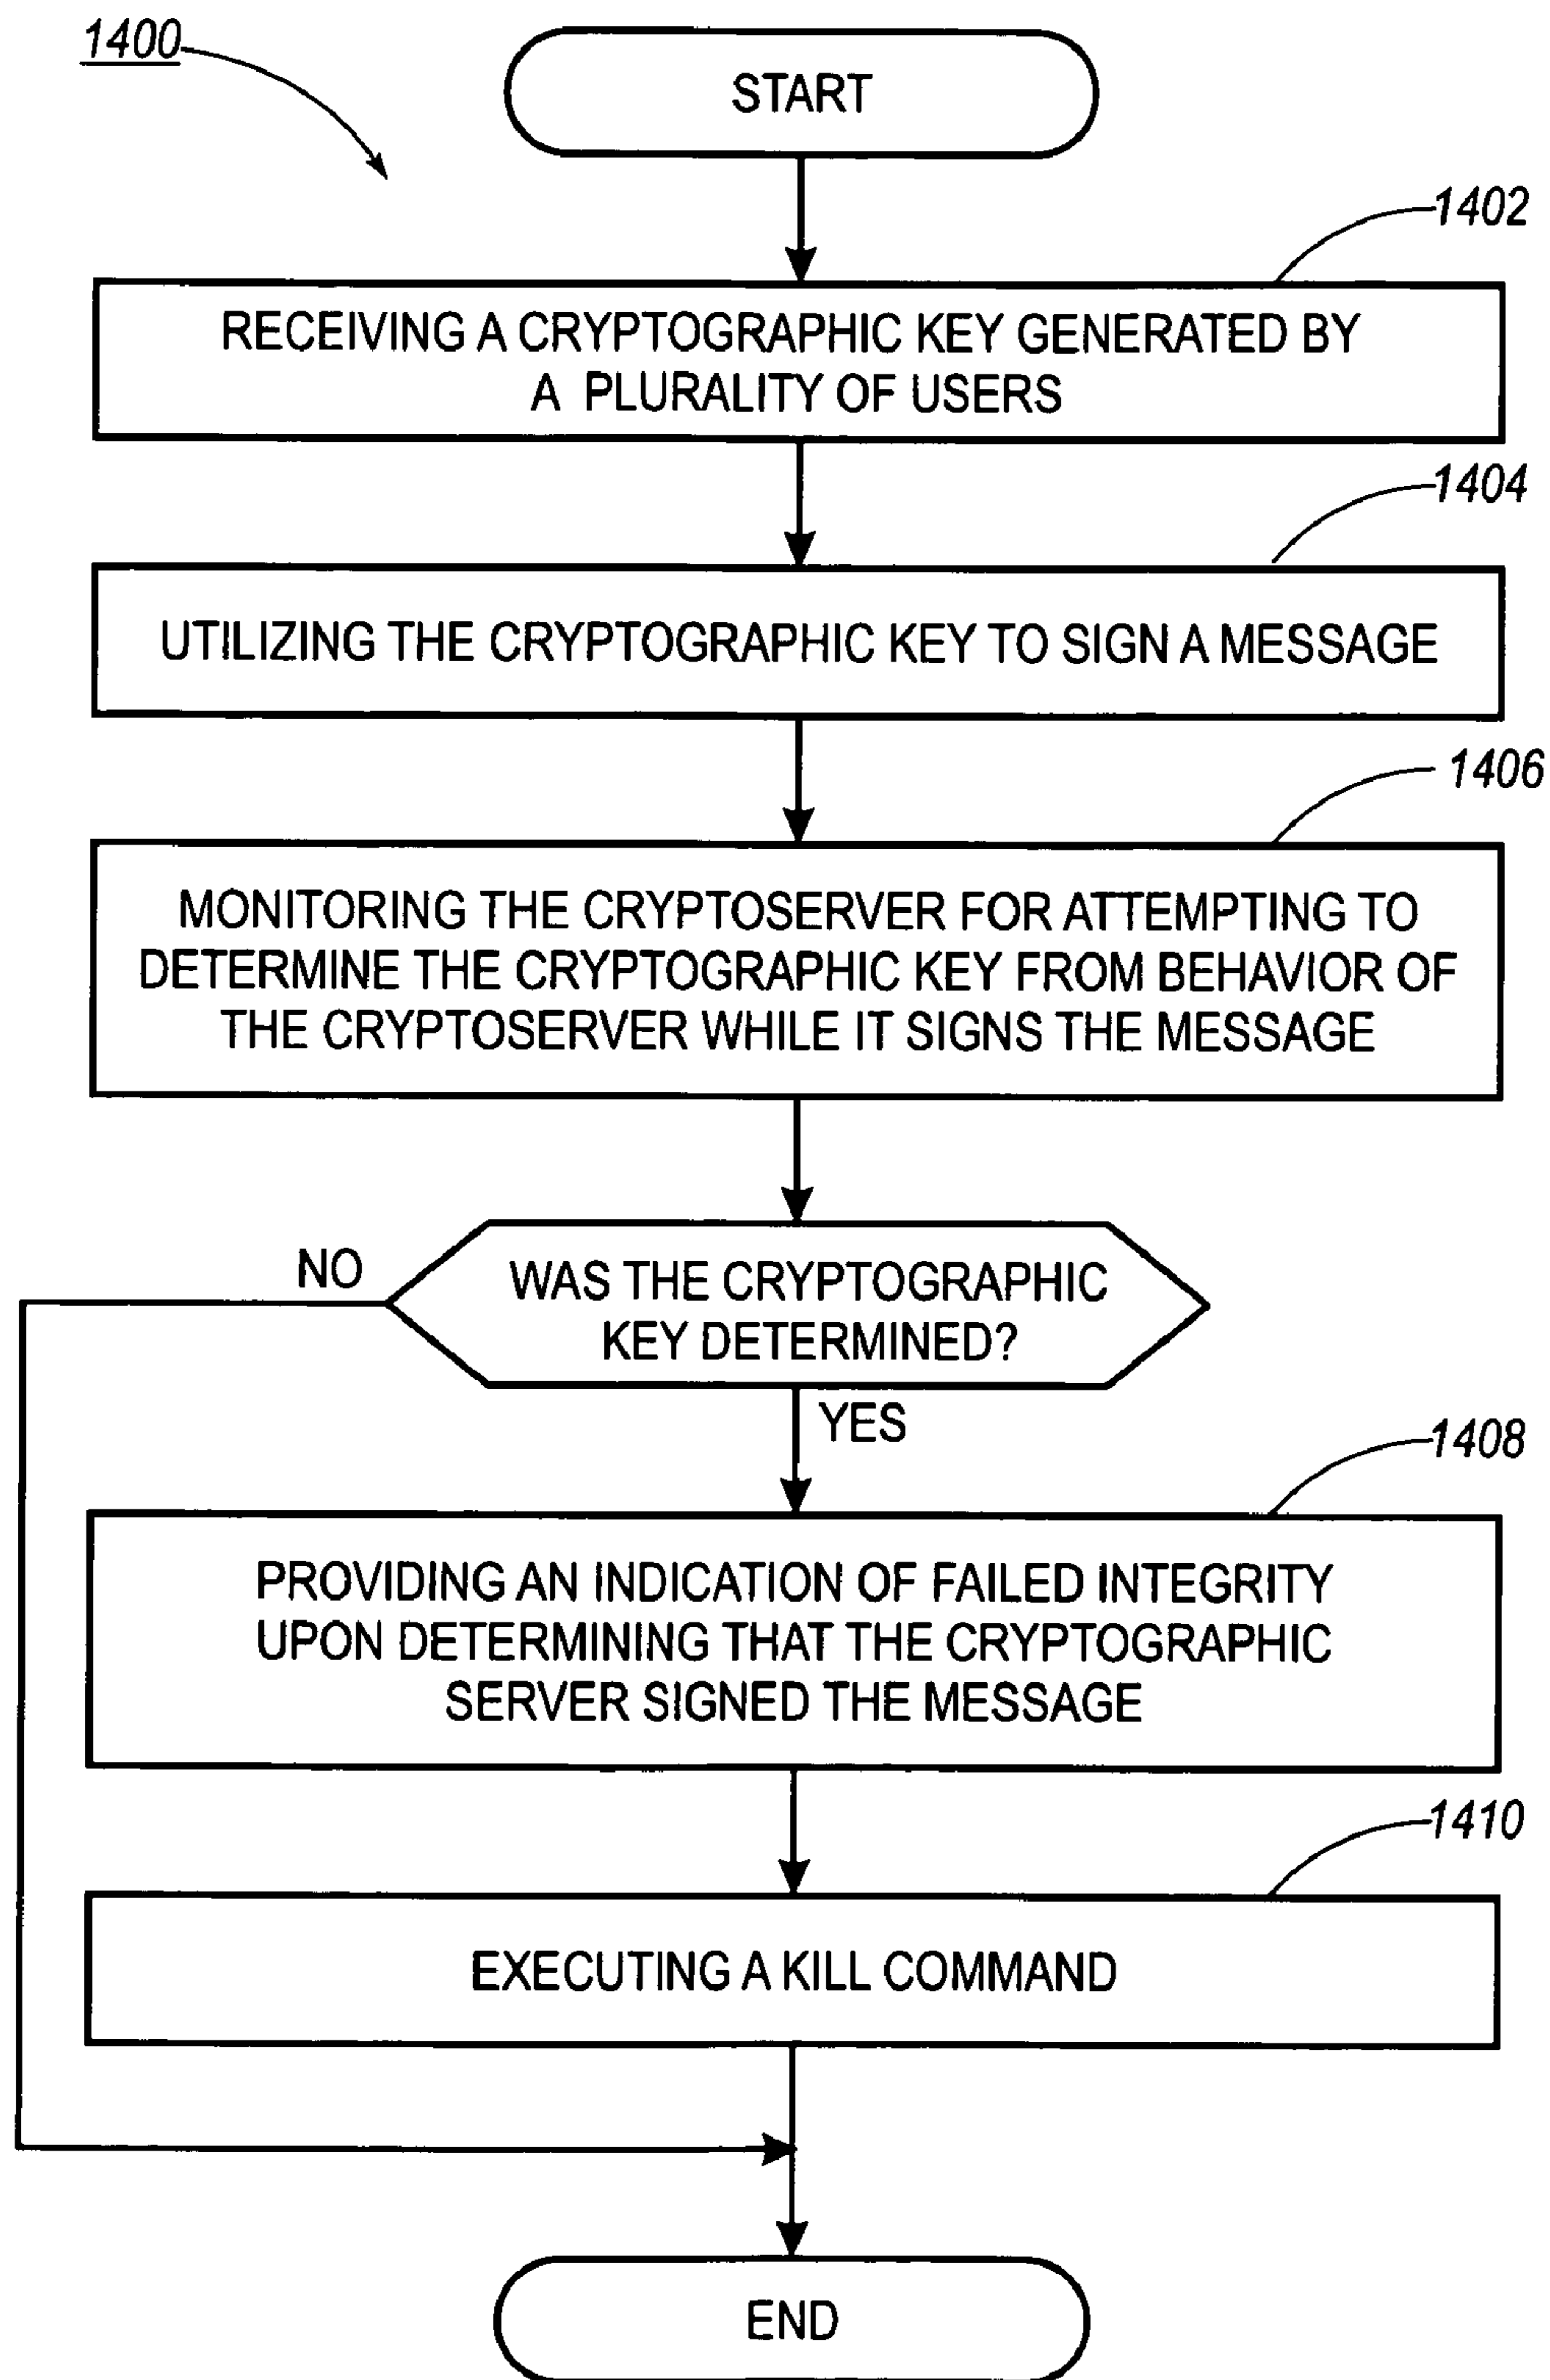 1400
START
1402
RECEIVING A CRYPTOGRAPHIC KEY GENERATED BY
A PLURALITY OF USERS
1404
UTILIZING THE CRYPTOGRAPHIC KEY TO SIGN A MESSAGE
1406
MONITORING THE CRYPTOSERVER FOR ATTEMPTING TO
DETERMINE THE CRYPTOGRAPHIC KEY FROM BEHAVIOR OF
THE CRYPTOSERVER WHILE IT SIGNS THE MESSAGE
NO
WAS THE CRYPTOGRAPHIC
KEY DETERMINED?
YES
1408
PROVIDING AN INDICATION OF FAILED INTEGRITY
UPON DETERMINING THAT THE CRYPTOGRAPHIC
SERVER SIGNED THE MESSAGE
1410
EXECUTING A KILL COMMAND
END